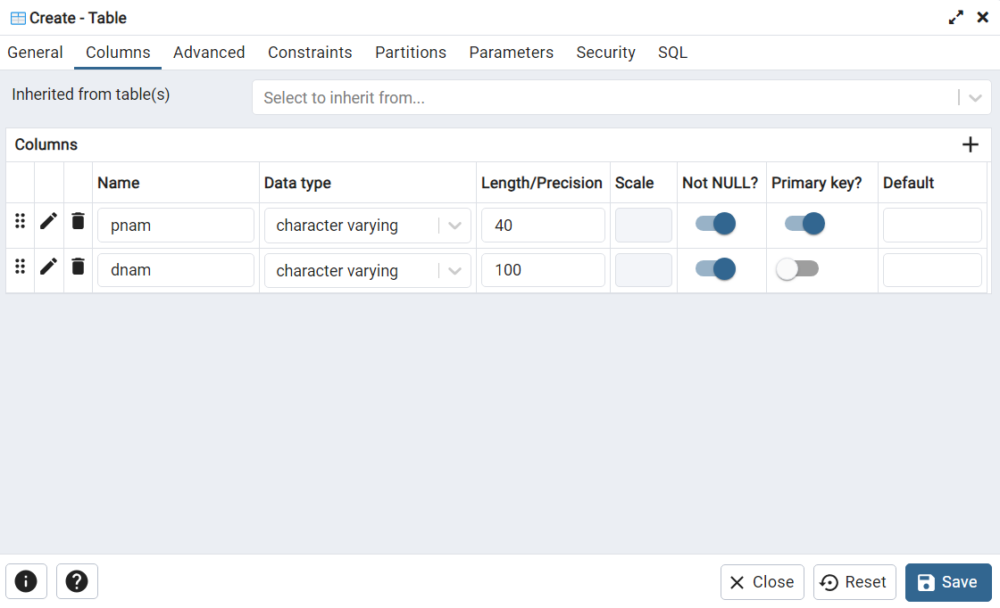 Create - Table
General Columns Advanced Constraints Partitions Parameters Security SQL
Inherited from table(s) Select to inherit from...
Columns
Name Data type Length/Precision Scale Not NULL? Primary key? Default
pnam character varying 40
dnam character varying 100
Close Reset Save